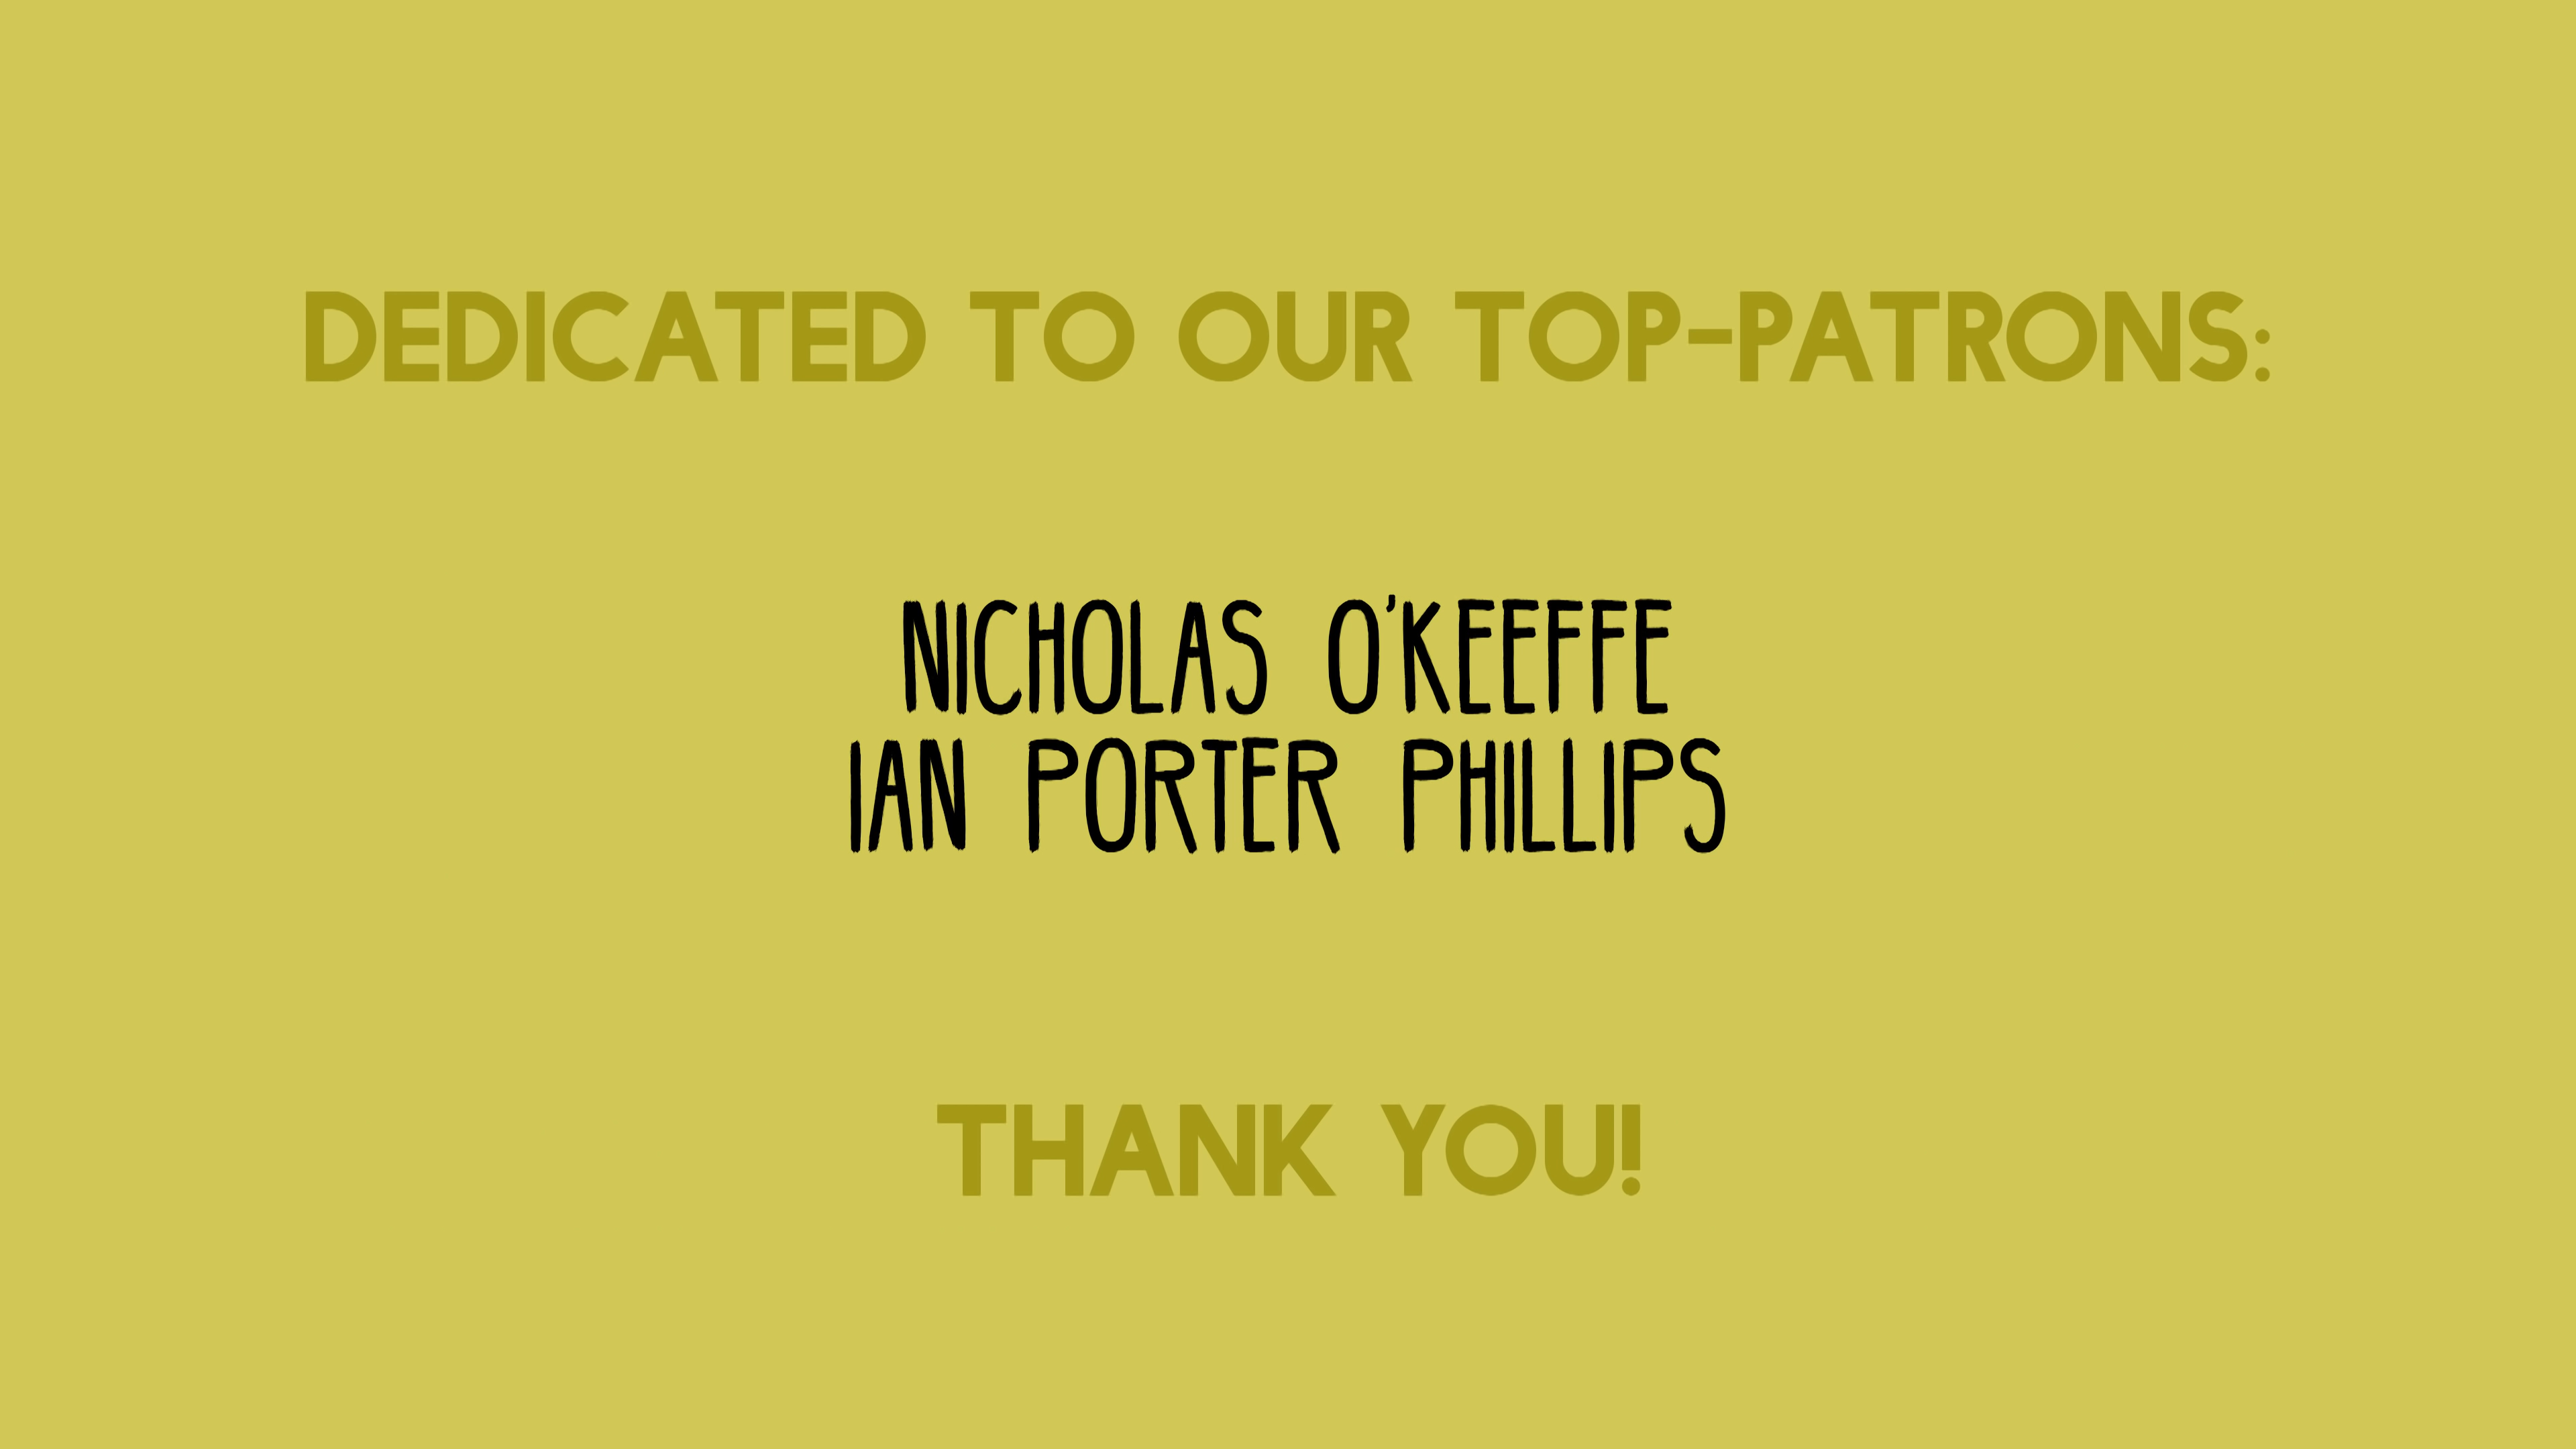 DEDICATED TO OUR TOP-PATRONS:
NICHOLAS O'KEEFFE
IAN PORTER PHILLIPS
THANK YOU!